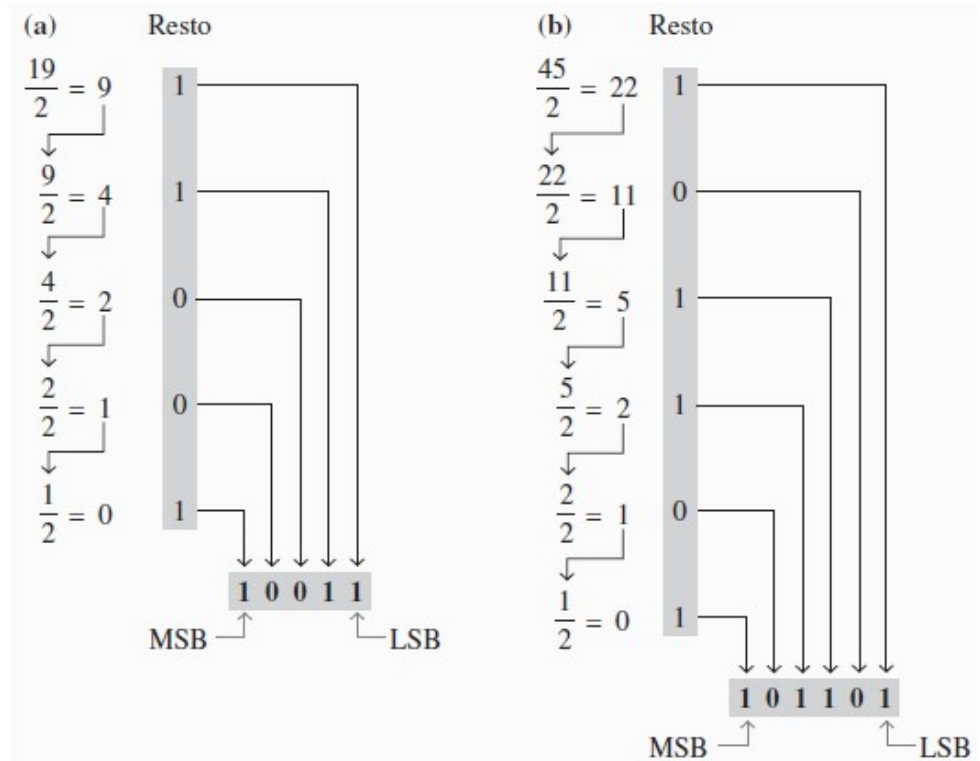 (a) Resto
19/2 = 9 1
9/2 = 4 1
4/2 = 2 0
2/2 = 1 0
1/2 = 0 1
1 0 0 1 1
MSB LSB
(b) Resto
45/2 = 22 1
22/2 = 11 0
11/2 = 5 1
5/2 = 2 1
2/2 = 1 0
1/2 = 0 1
1 0 1 1 0 1
MSB LSB